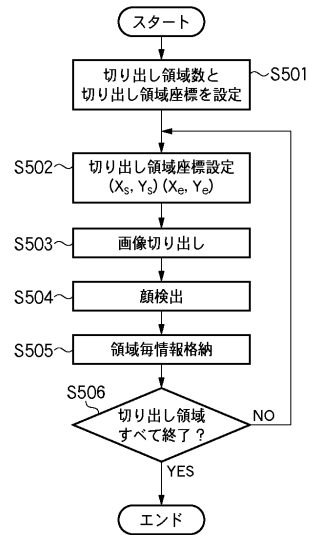 スタート
切り出し領域数と
切り出し領域座標を設定
S501
S502
切り出し領域座標設定
(Xs, Ys) (Xe, Ye)
S503
画像切り出し
S504
顔検出
S505
領域毎情報格納
S506
切り出し領域
すべて終了?
NO
YES
エンド